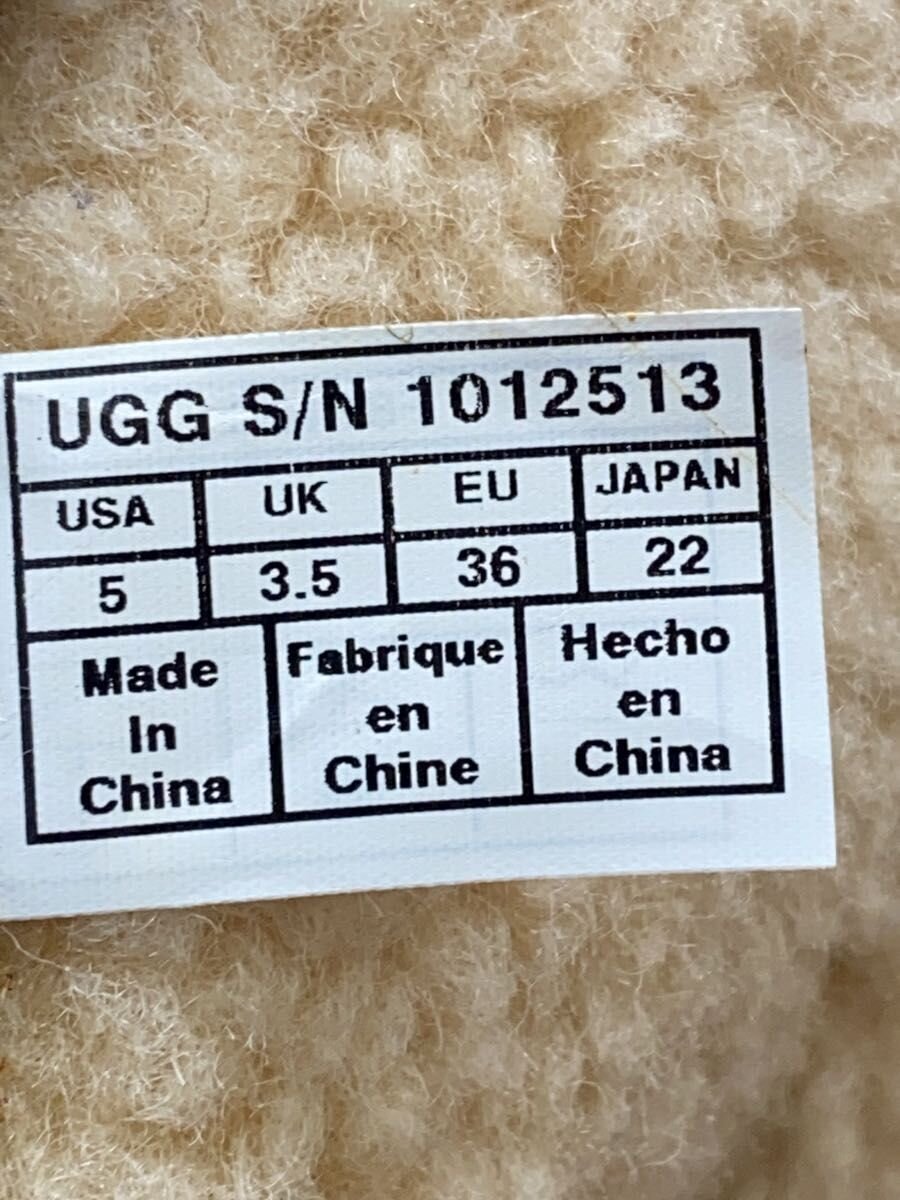 UGG S/N 1012513
USA UK EU JAPAN
5 3.5 36 22
Made
In
China
Fabrique
en
Chine
Hecho
en
China